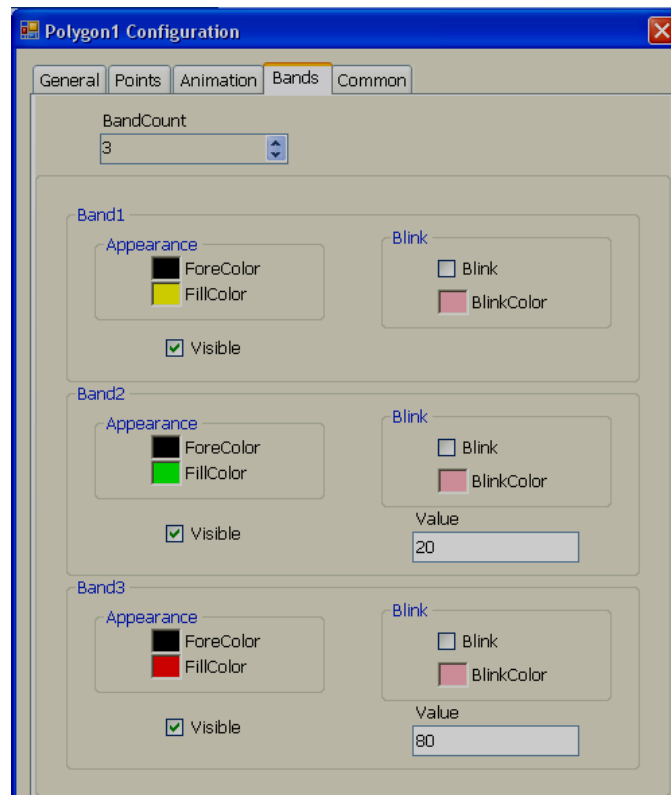 Polygon1 Configuration
General Points Animation Bands Common
BandCount
3
Band1
Appearance
ForeColor
FillColor
Visible
Blink
Blink
BlinkColor
Band2
Appearance
ForeColor
FillColor
Visible
Blink
Blink
BlinkColor
Value
20
Band3
Appearance
ForeColor
FillColor
Visible
Blink
Blink
BlinkColor
Value
80